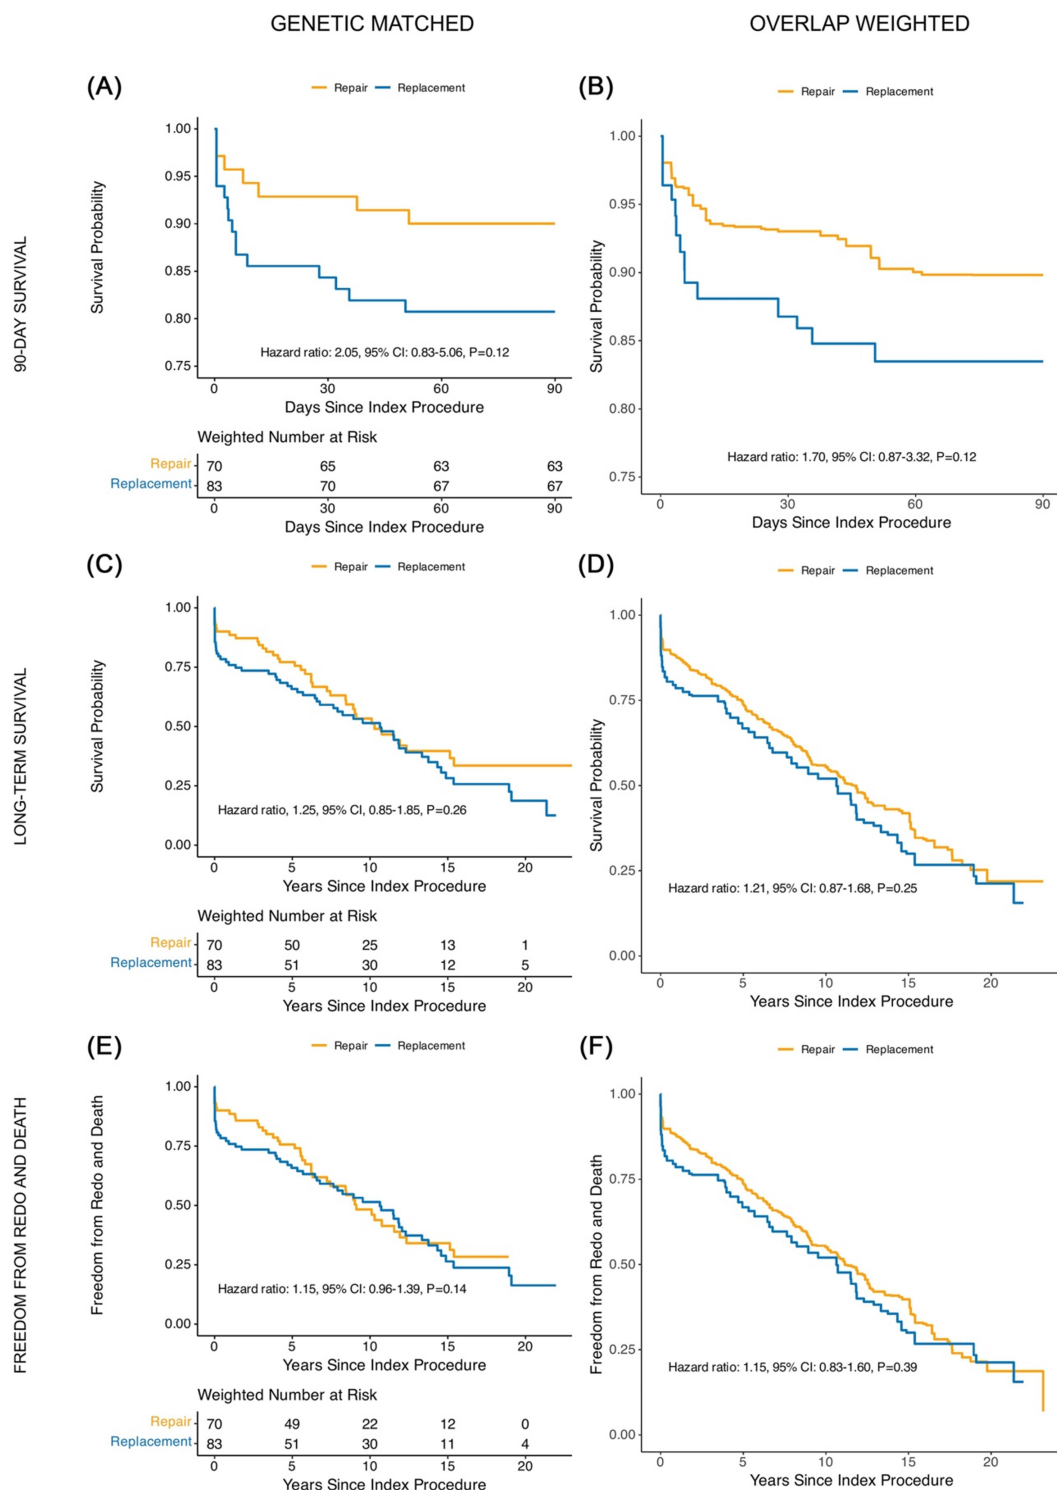 GENETIC MATCHED
OVERLAP WEIGHTED
90-DAY SURVIVAL
(A)
Repair Replacement
Survival Probability
1.00
0.95
0.90
0.85
0.80
0.75
Hazard ratio: 2.05, 95% CI: 0.83-5.06, P=0.12
0 30 60 90
Days Since Index Procedure
Weighted Number at Risk
Repair 70 65 63 63
Replacement 83 70 67 67
0 30 60 90
Days Since Index Procedure
(B)
Repair Replacement
Survival Probability
1.00
0.95
0.90
0.85
0.80
0.75
Hazard ratio: 1.70, 95% CI: 0.87-3.32, P=0.12
0 30 60 90
Days Since Index Procedure
LONG-TERM SURVIVAL
(C)
Repair Replacement
Survival Probability
1.00
0.75
0.50
0.25
0.00
Hazard ratio, 1.25, 95% CI, 0.85-1.85, P=0.26
0 5 10 15 20
Years Since Index Procedure
Weighted Number at Risk
Repair 70 50 25 13 1
Replacement 83 51 30 12 5
0 5 10 15 20
Years Since Index Procedure
(D)
Repair Replacement
Survival Probability
1.00
0.75
0.50
0.25
0.00
Hazard ratio: 1.21, 95% CI: 0.87-1.68, P=0.25
0 5 10 15 20
Years Since Index Procedure
FREEDOM FROM REDO AND DEATH
(E)
Repair Replacement
Freedom from Redo and Death
1.00
0.75
0.50
0.25
0.00
Hazard ratio: 1.15, 95% CI: 0.96-1.39, P=0.14
0 5 10 15 20
Years Since Index Procedure
Weighted Number at Risk
Repair 70 49 22 12 0
Replacement 83 51 30 11 4
0 5 10 15 20
Years Since Index Procedure
(F)
Repair Replacement
Freedom from Redo and Death
1.00
0.75
0.50
0.25
0.00
Hazard ratio: 1.15, 95% CI: 0.83-1.60, P=0.39
0 5 10 15 20
Years Since Index Procedure